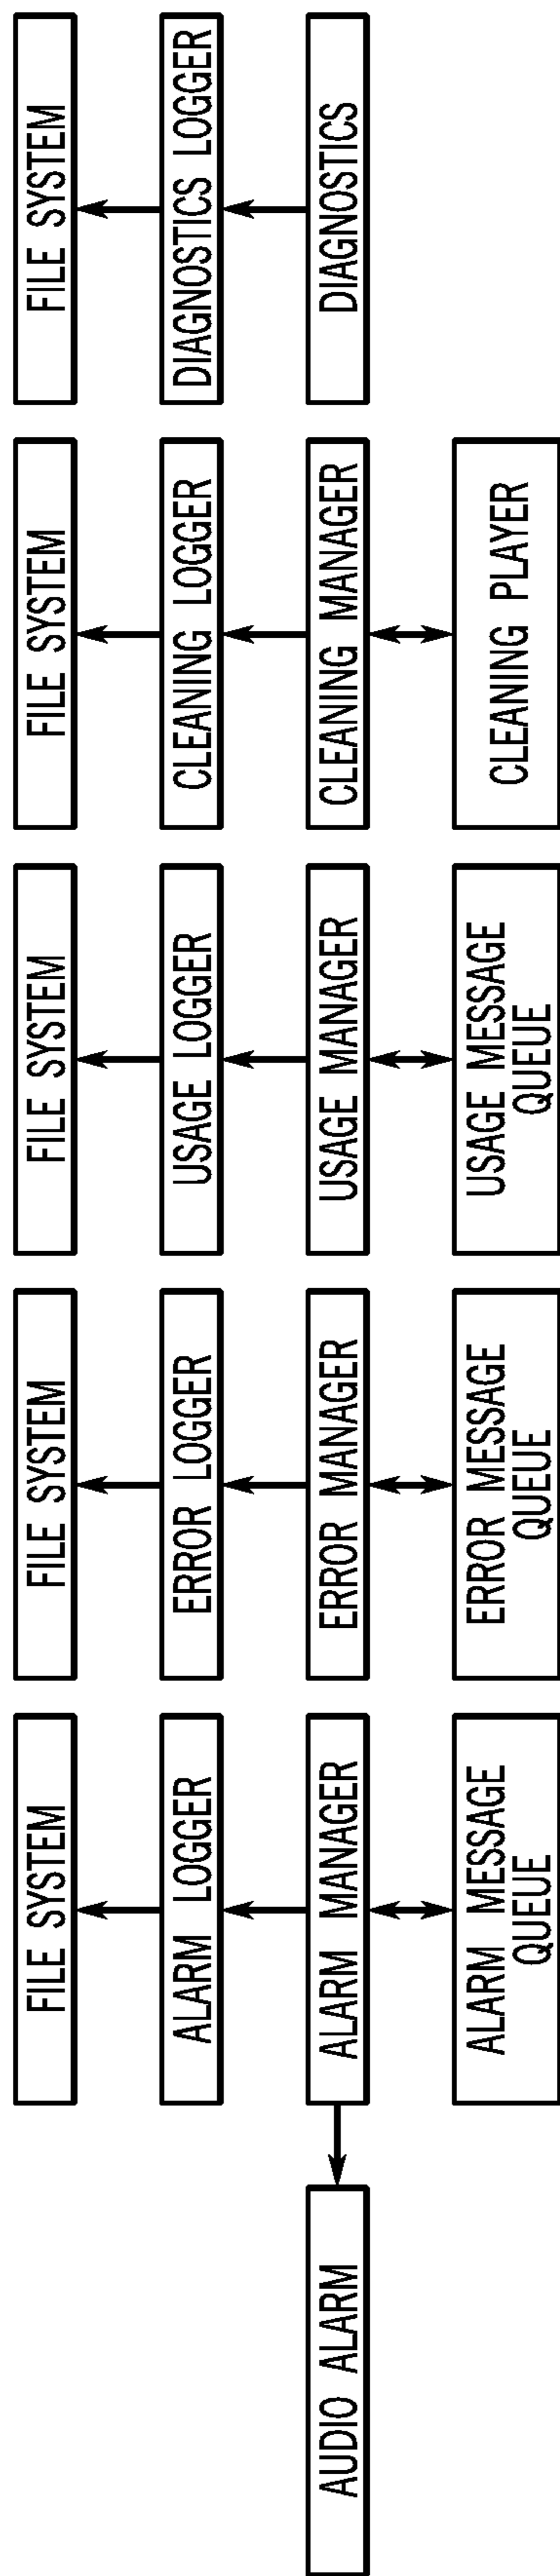 FILE SYSTEM
FILE SYSTEM
FILE SYSTEM
FILE SYSTEM
FILE SYSTEM
ALARM LOGGER
ERROR LOGGER
USAGE LOGGER
CLEANING LOGGER
DIAGNOSTICS LOGGER
AUDIO ALARM
ALARM MANAGER
ERROR MANAGER
USAGE MANAGER
CLEANING MANAGER
DIAGNOSTICS
ALARM MESSAGE
QUEUE
ERROR MESSAGE
QUEUE
USAGE MESSAGE
QUEUE
CLEANING PLAYER